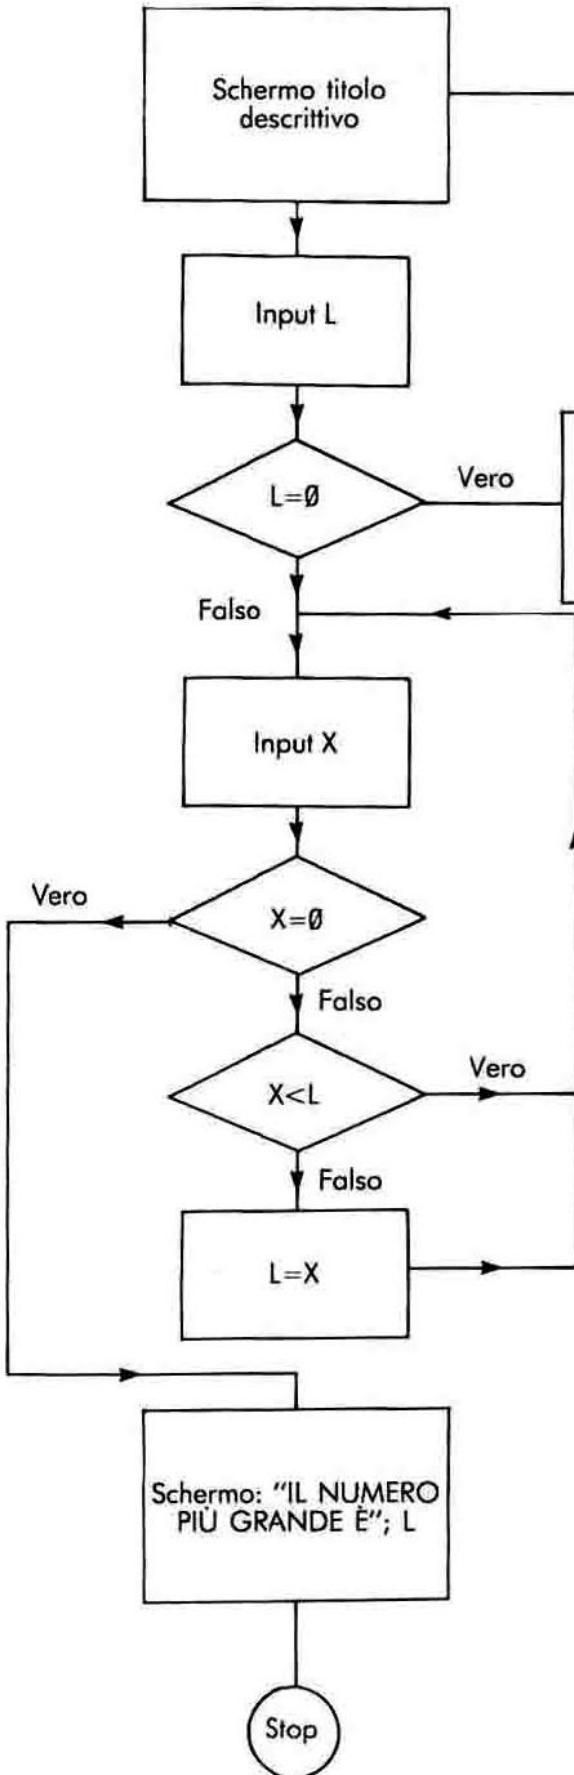 Schermo titolo
descrittivo
Input L
L=Ø
Vero
Falso
Input X
X=Ø
Vero
Falso
X<L
Vero
Falso
L=X
Schermo: "IL NUMERO
PIÙ GRANDE È"; L
Stop